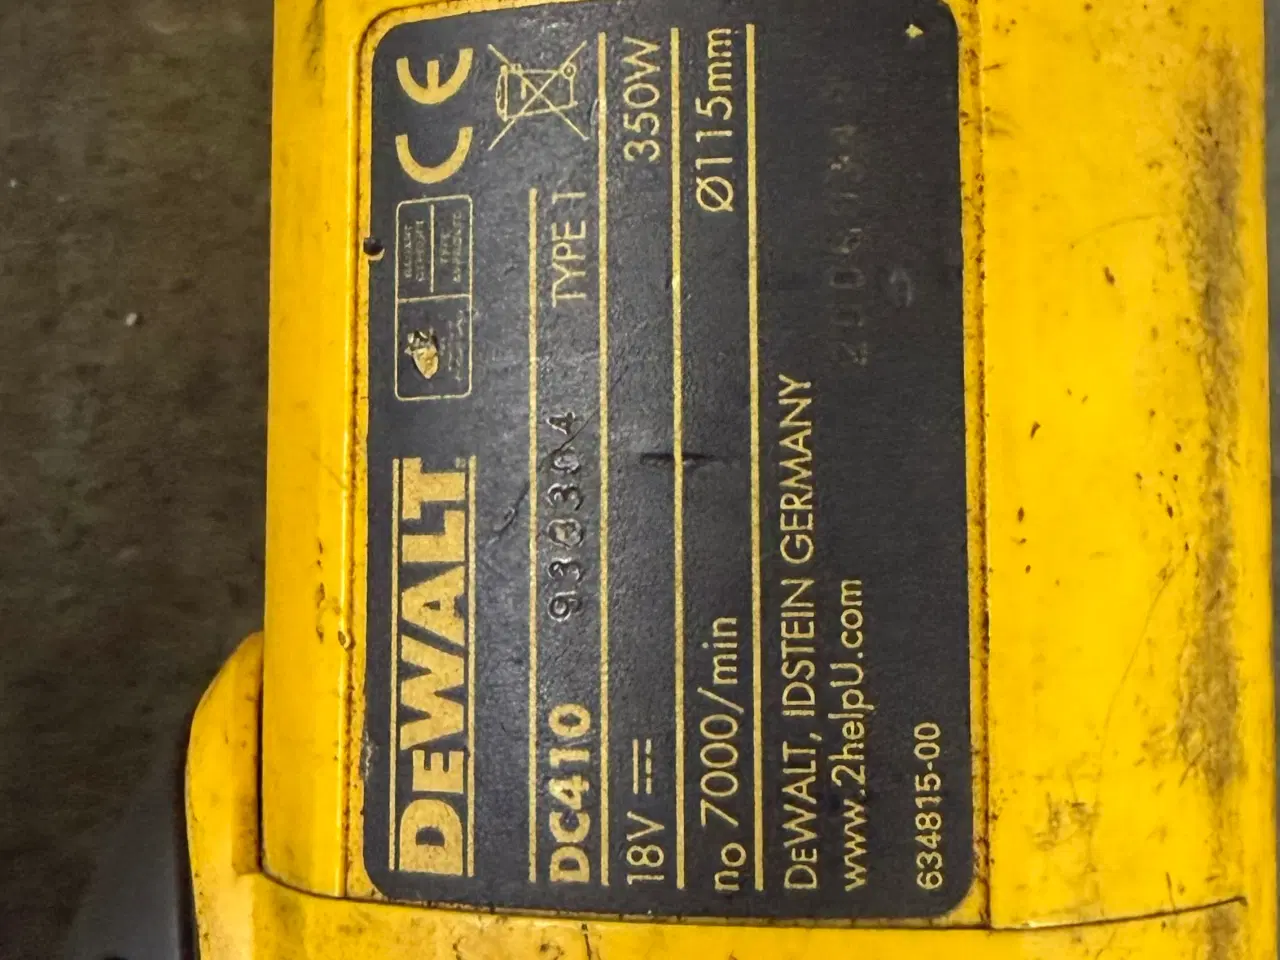 DEWALT
CE
DC410 TYPE 1
18V 350W
no 7000/min Ø115mm
DEWALT, IDSTEIN GERMANY
www.2helpU.com
634815-00